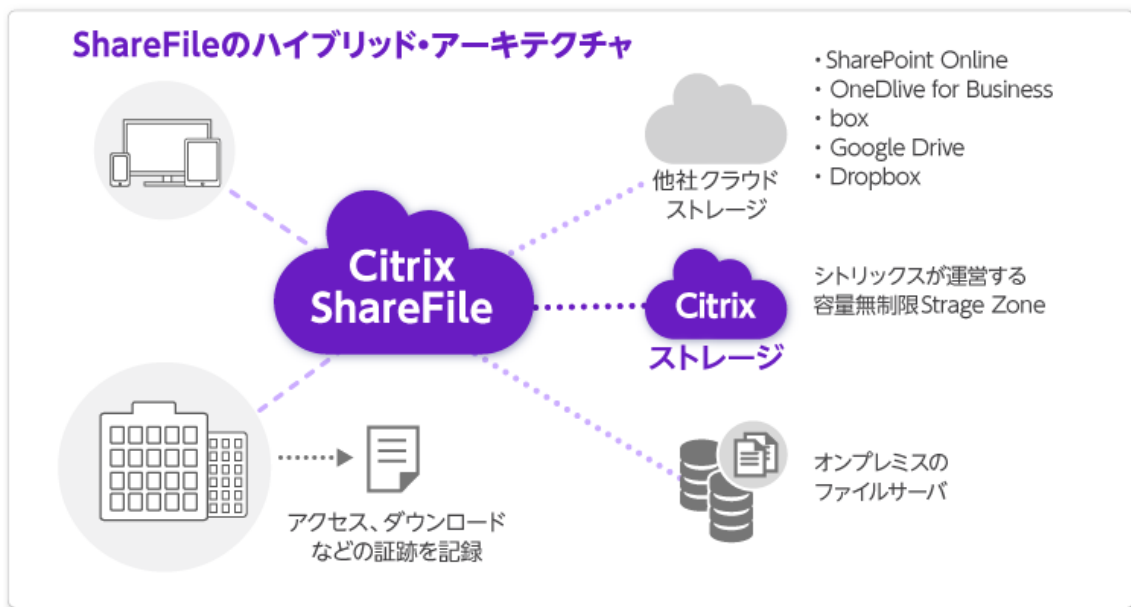 ShareFileのハイブリッド・アーキテクチャ
・SharePoint Online
・ OneDlive for Business
・ box
・ Google Drive
・ Dropbox
他社クラウド
ストレージ
Citrix
ShareFile
Citrix
ストレージ
シトリックスが運営する
容量無制限Strage Zone
オンプレミスの
ファイルサーバ
アクセス、ダウンロード
などの証跡を記録